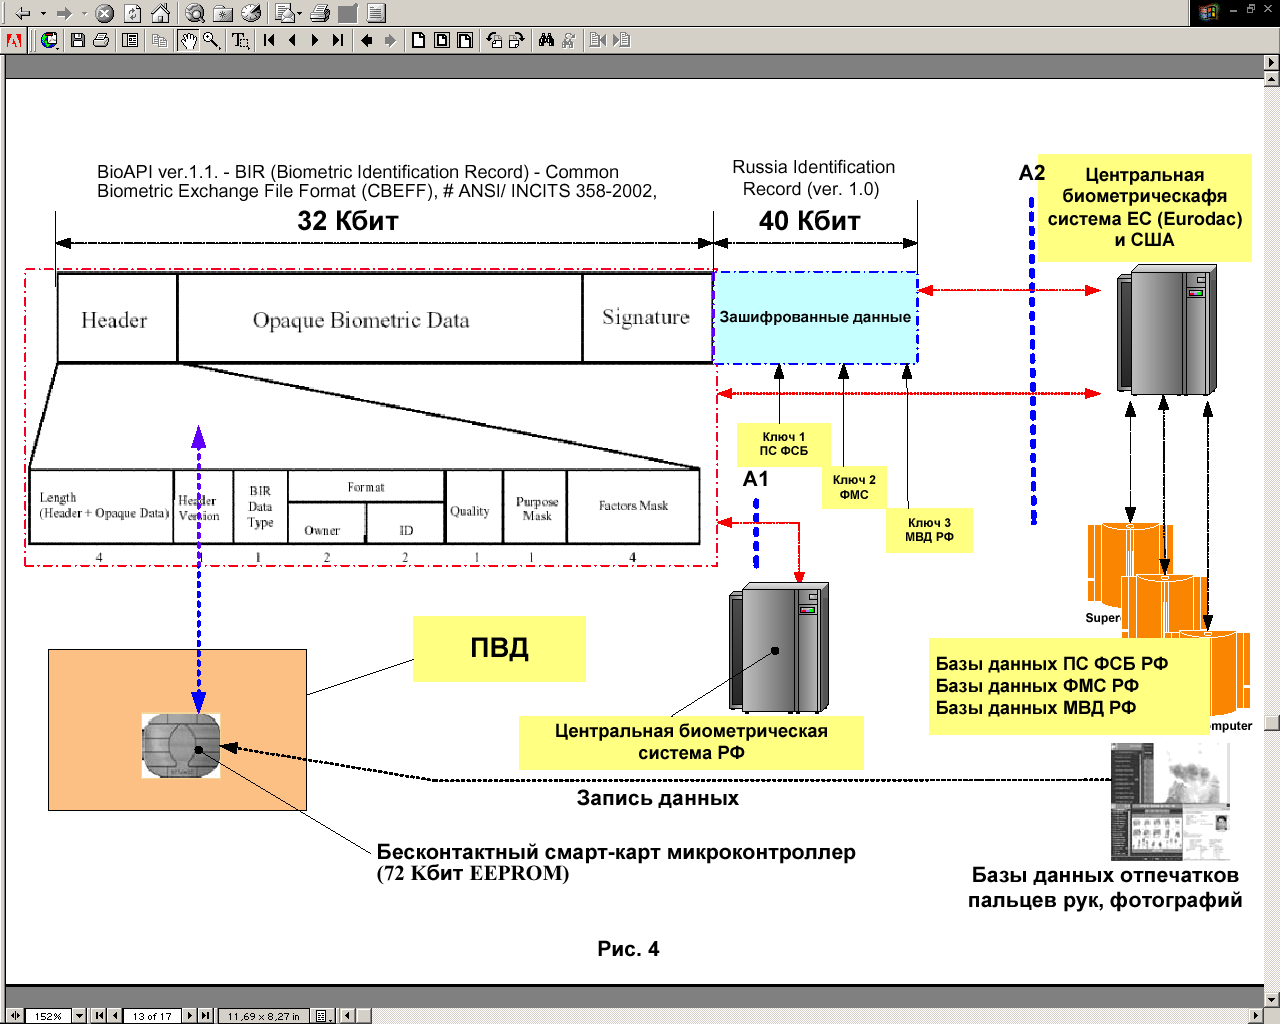 BioAPI ver.1.1. - BIR (Biometric Identification Record) - Common
Biometric Exchange File Format (CBEFF), # ANSI/ INCITS 358-2002,
32 Кбит
Russia Identification
Record (ver. 1.0)
40 Кбит
A2
Центральная
биометрическафя
система ЕС (Eurodac)
и США
Header
Opaque Biometric Data
Signature
Зашифрованные данные
Ключ 1
ПС ФСБ
Ключ 2
ФМС
Ключ 3
МВД РФ
A1
Length
(Header + Opaque Data)
Header
Version
BIR
Data
Type
Format
Owner
ID
Quality
Purpose
Mask
Factors Mask
4
1
2
2
1
1
4
ПВД
Центральная биометрическая
система РФ
Базы данных ПС ФСБ РФ
Базы данных ФМС РФ
Базы данных МВД РФ
Запись данных
Бесконтактный смарт-карт микроконтроллер
(72 Кбит EEPROM)
Базы данных отпечатков
пальцев рук, фотографий
Рис. 4
152%
13 of 17
11,69 x 8,27 in